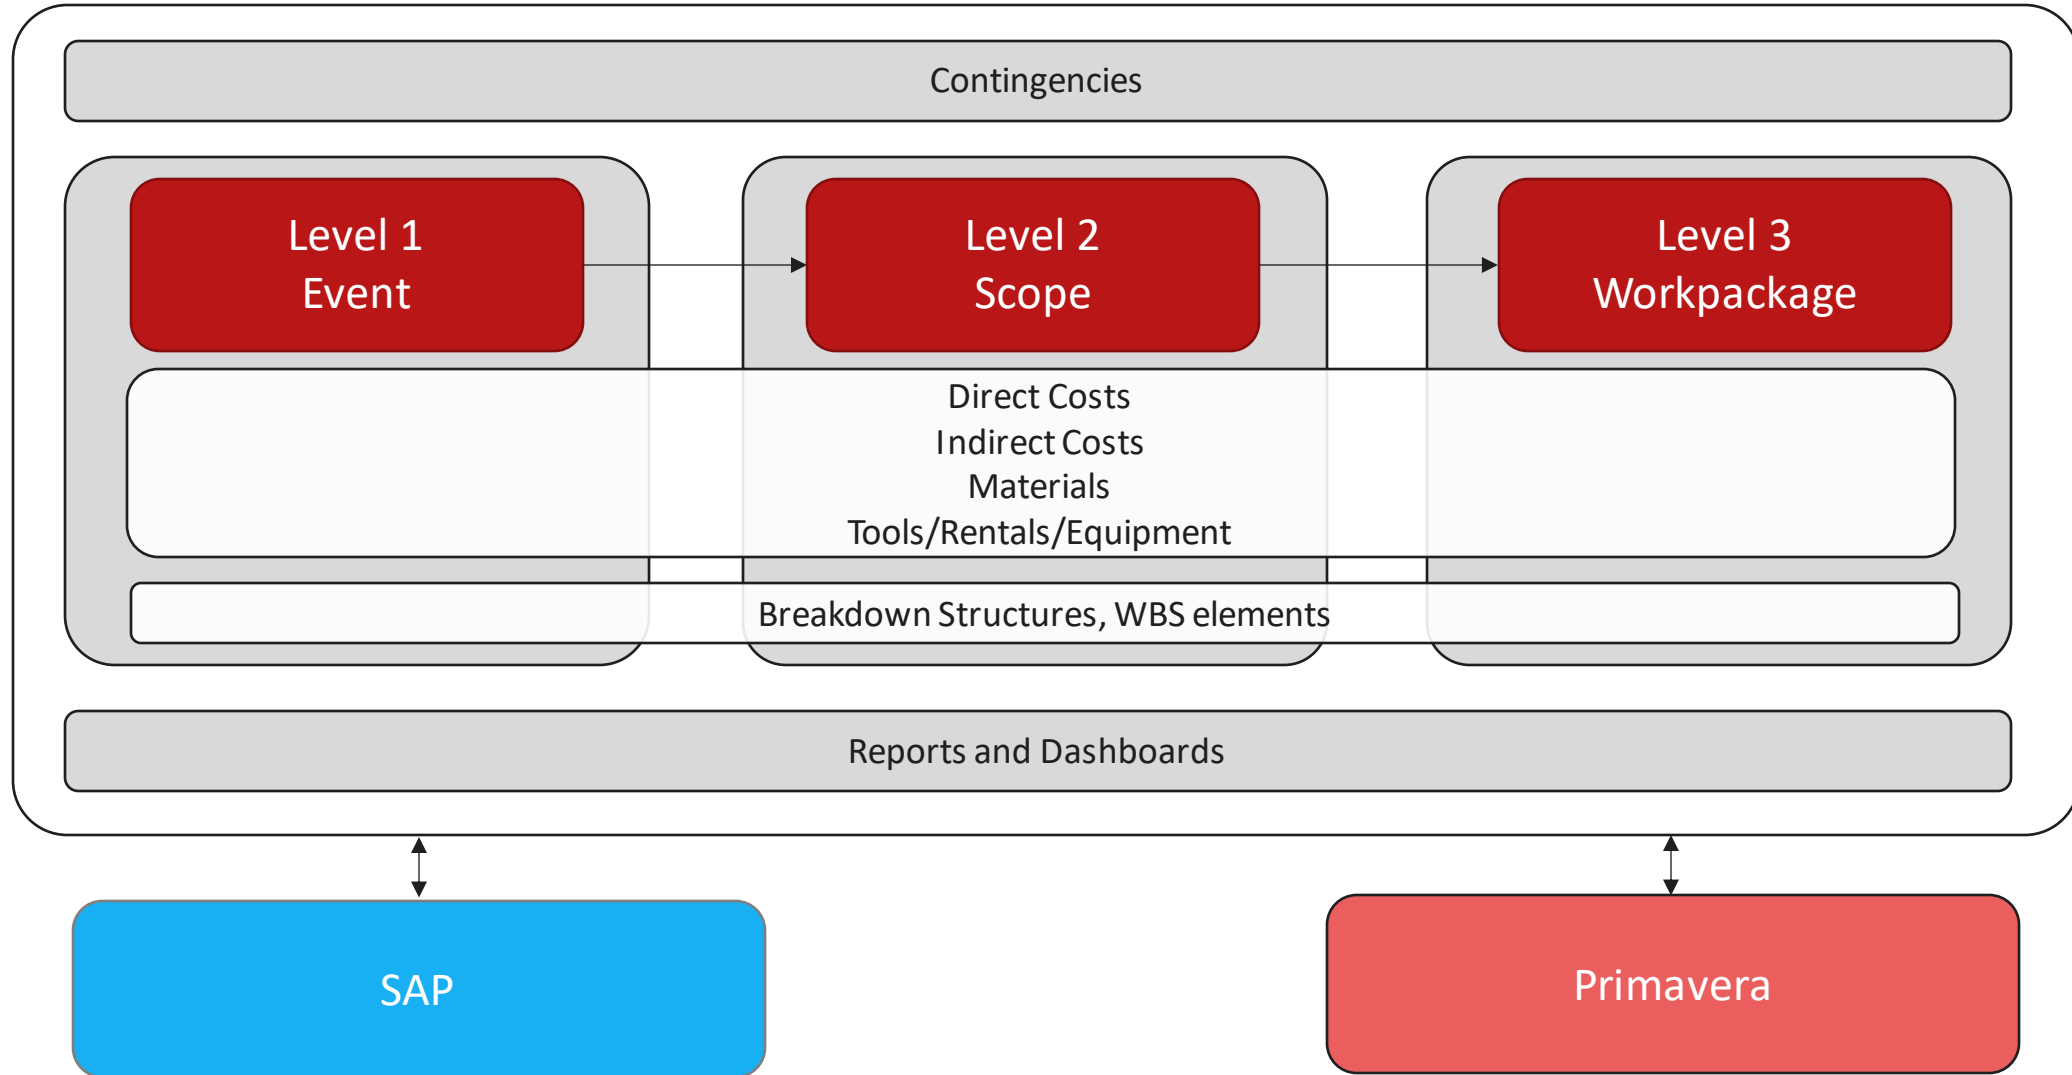 Contingencies
Level 1
Event
Level 2
Scope
Level 3
Workpackage
Direct Costs
Indirect Costs
Materials
Tools/Rentals/Equipment
Breakdown Structures, WBS elements
Reports and Dashboards
SAP
Primavera